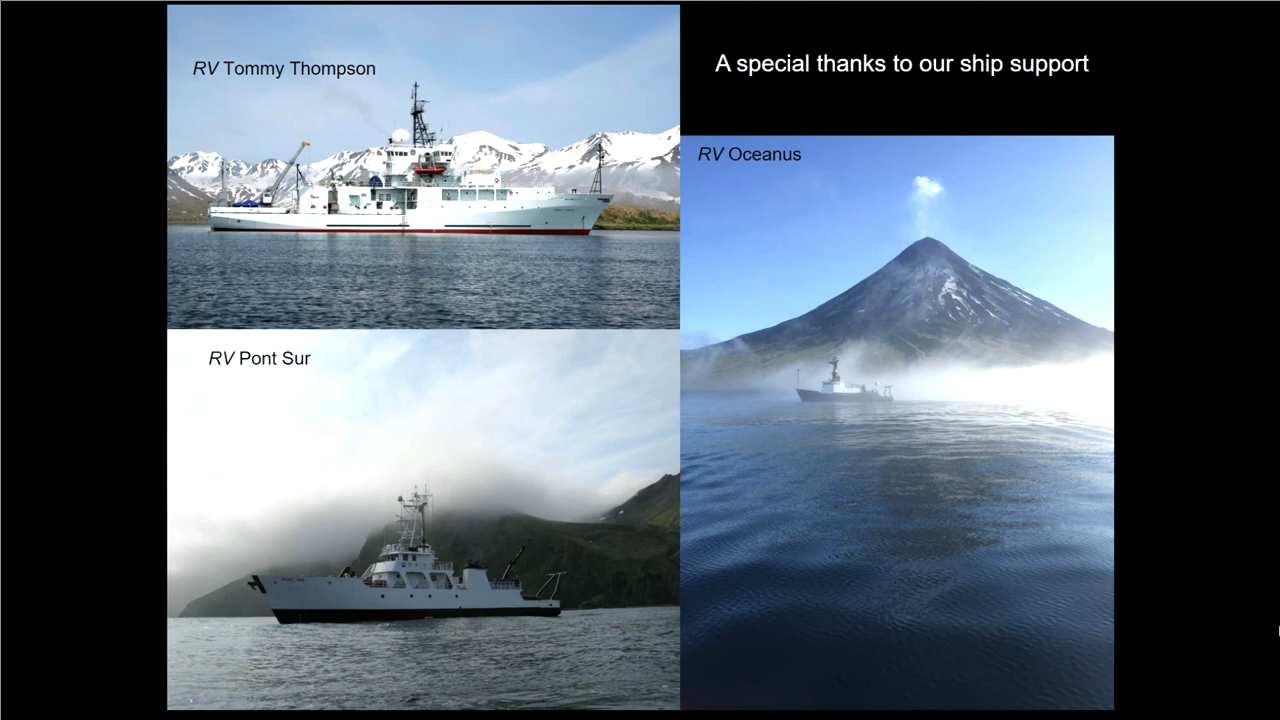 RV Tommy Thompson
A special thanks to our ship support
RV Oceanus
RV Pont Sur